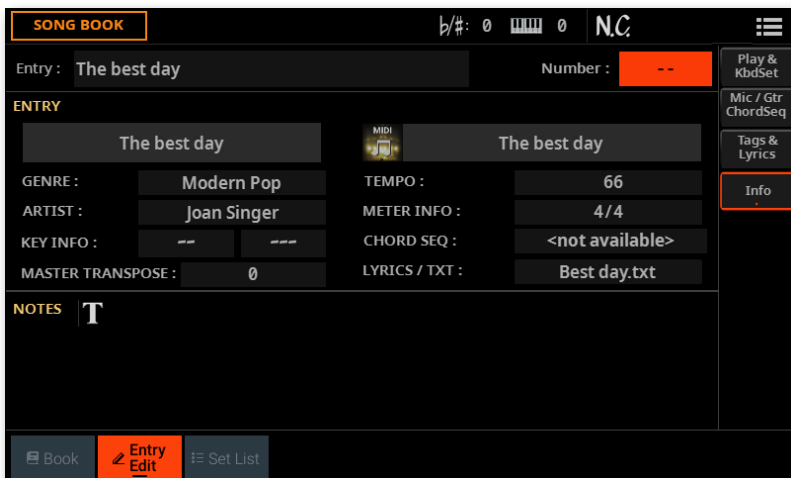 SONG BOOK
♭/#: 0 0 N.C.
Entry : The best day Number : --
Play & KbdSet
Mic / Gtr ChordSeq
Tags & Lyrics
Info
ENTRY
The best day MIDI The best day
GENRE : Modern Pop TEMPO : 66
ARTIST : Joan Singer METER INFO : 4/4
KEY INFO : -- --- CHORD SEQ : <not available>
MASTER TRANSPOSE : 0 LYRICS / TXT : Best day.txt
NOTES T
Book Entry Edit Set List